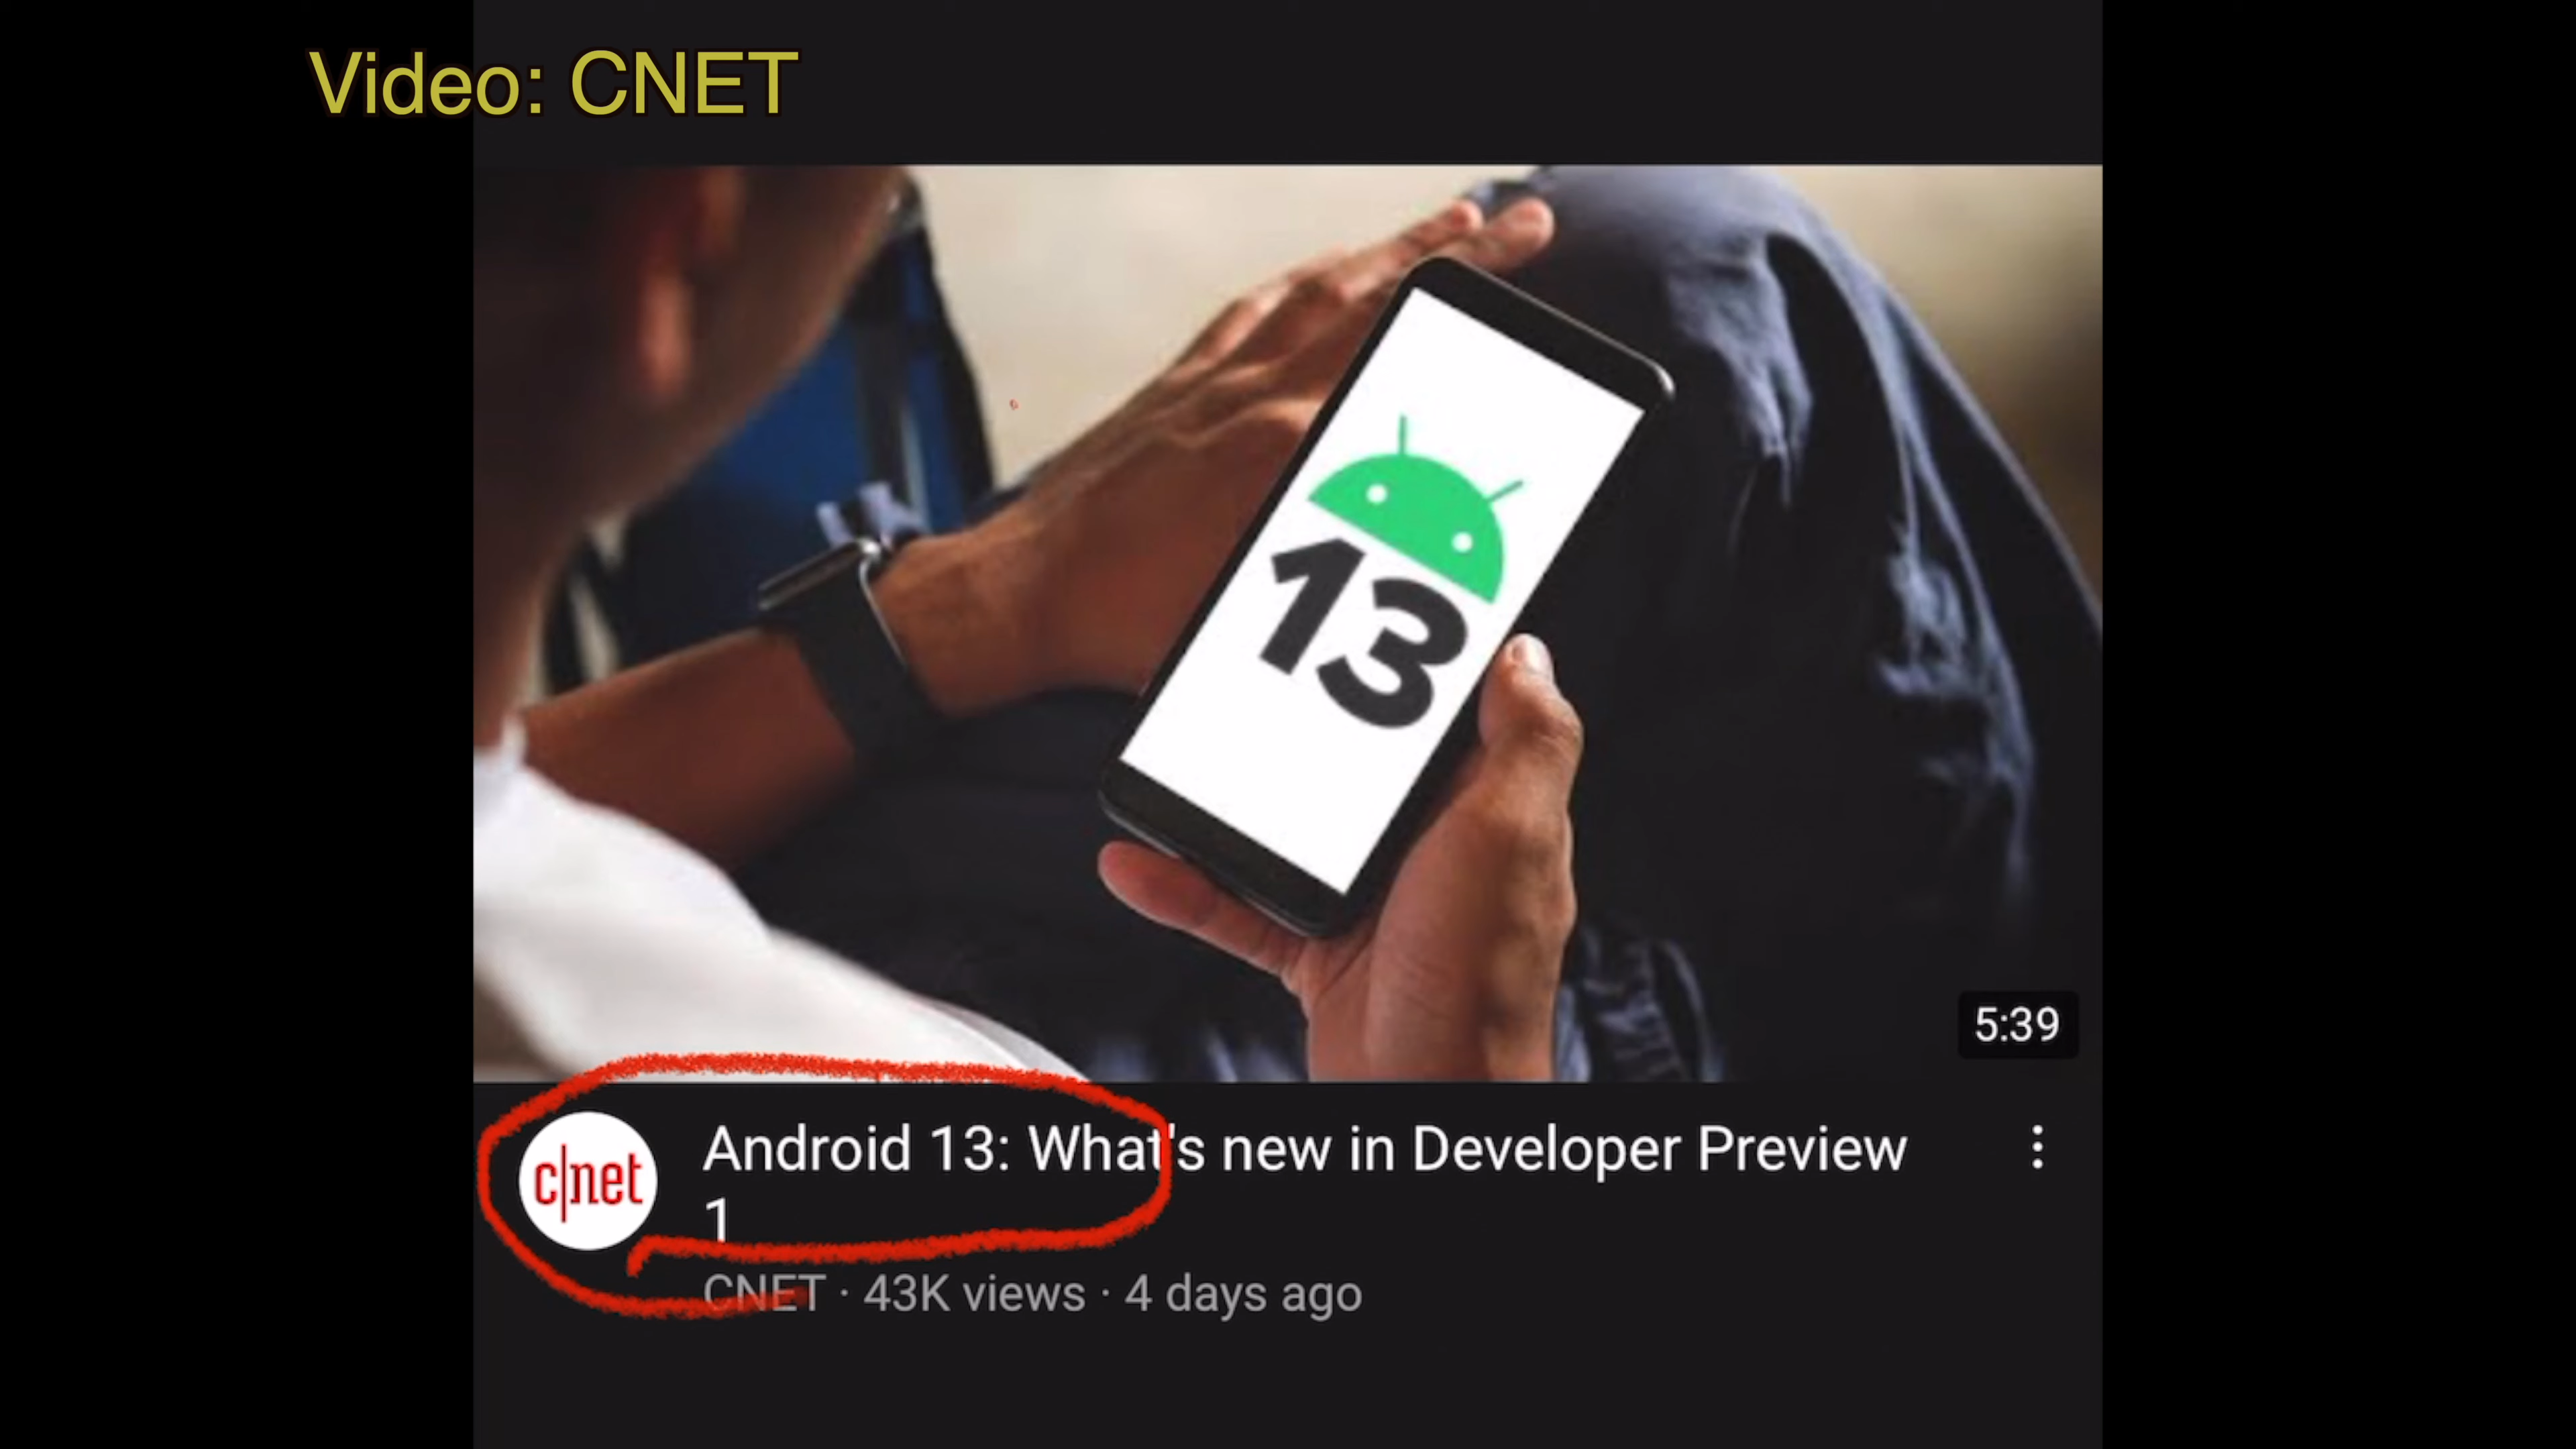 Video: CNET
13
5:39
c|net
Android 13: What's new in Developer Preview
1
CNET · 43K views · 4 days ago